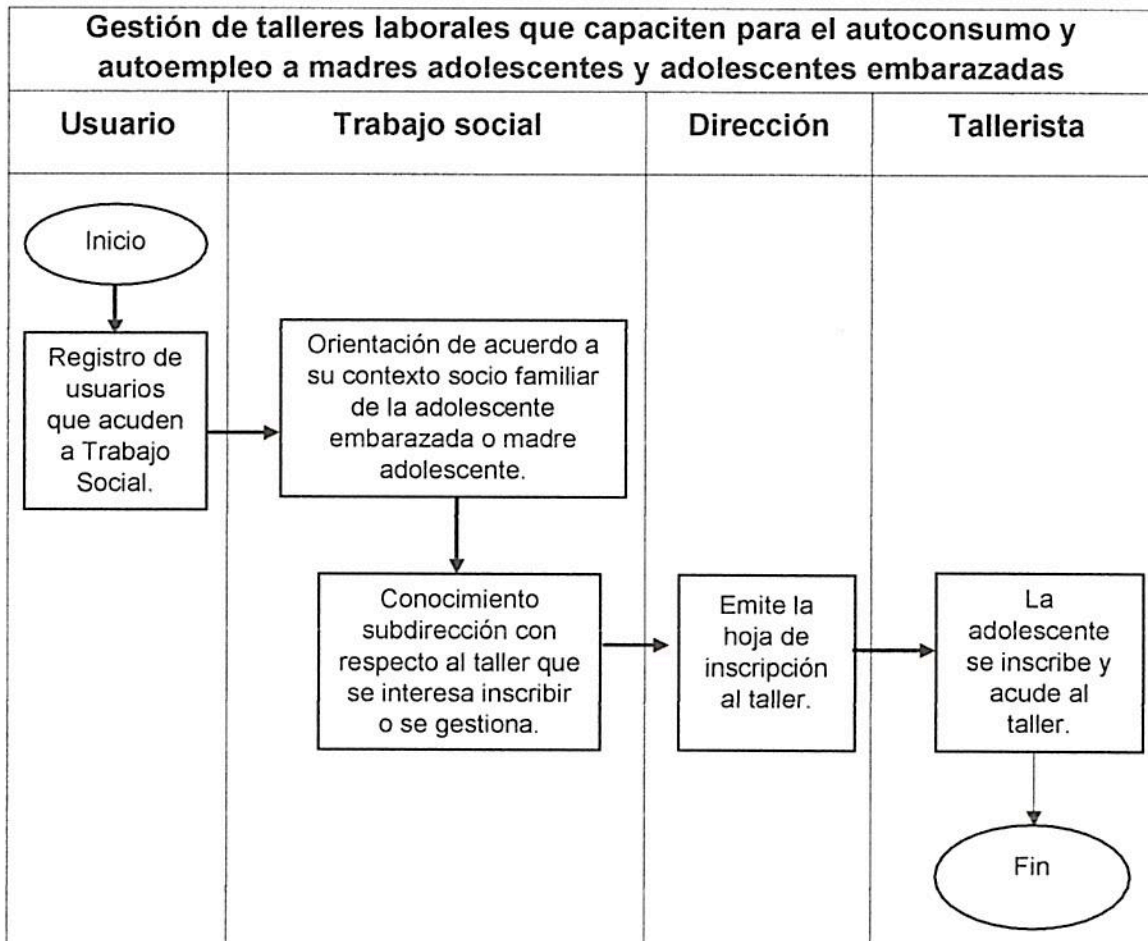 Gestión de talleres laborales que capaciten para el autoconsumo y
autoempleo a madres adolescentes y adolescentes embarazadas
Usuario
Trabajo social
Dirección
Tallerista
Inicio
Registro de
usuarios
que acuden
a Trabajo
Social.
Orientación de acuerdo a
su contexto socio familiar
de la adolescente
embarazada o madre
adolescente.
Conocimiento
subdirección con
respecto al taller que
se interesa inscribir
o se gestiona.
Emite la
hoja de
inscripción
al taller.
La
adolescente
se inscribe y
acude al
taller.
Fin